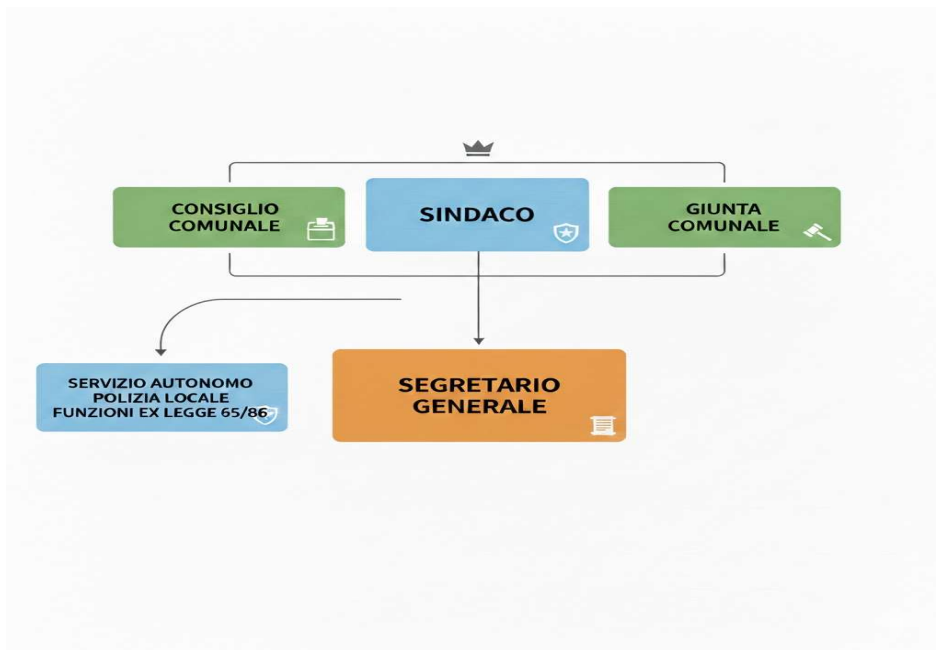 CONSIGLIO
COMUNALE
SINDACO
GIUNTA
COMUNALE
SERVIZIO AUTONOMO
POLIZIA LOCALE
FUNZIONI EX LEGGE 65/86
SEGRETARIO
GENERALE